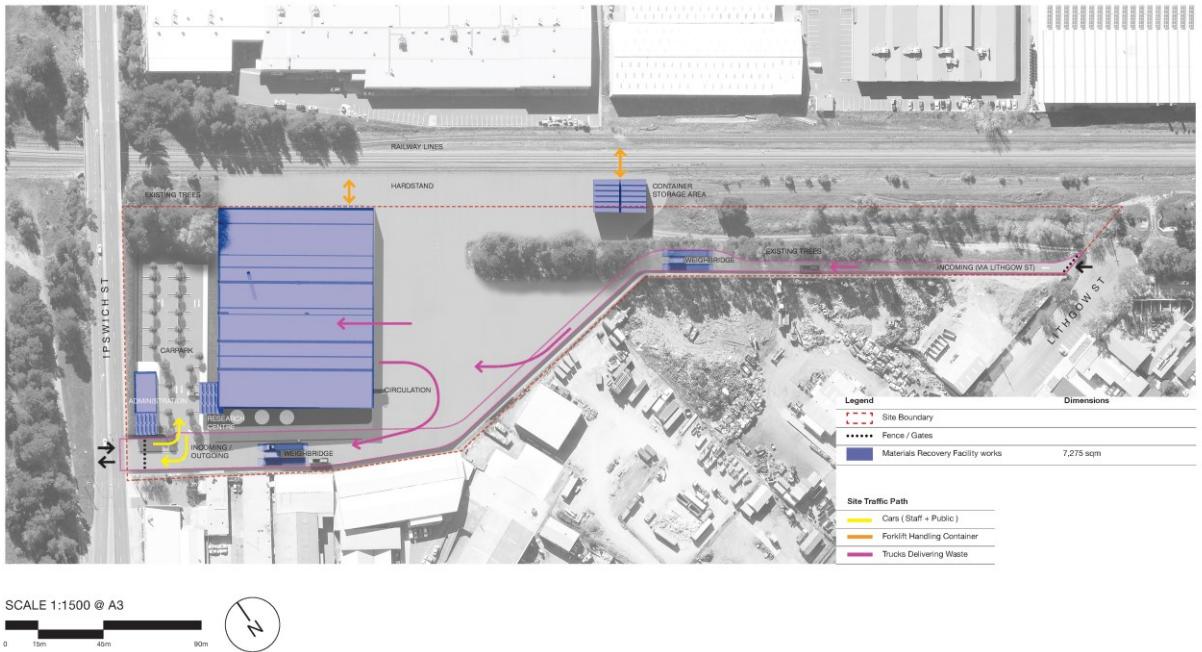 RAILWAY LINES
EXISTING TREES
HARDSTAND
CONTAINER
STORAGE AREA
WEIGHBRIDGE
EXISTING TREES
INCOMING (VIA LITHGOW ST)
IPSWICH ST
LITHGOW ST
CARPARK
CIRCULATION
ADMINISTRATION
RESEARCH
CENTRE
INCOMING /
OUTGOING
WEIGHBRIDGE
Legend
Dimensions
Site Boundary
Fence / Gates
Materials Recovery Facility works
7,275 sqm
Site Traffic Path
Cars ( Staff + Public )
Forklift Handling Container
Trucks Delivering Waste
SCALE 1:1500 @ A3
0 15m 45m 90m
N